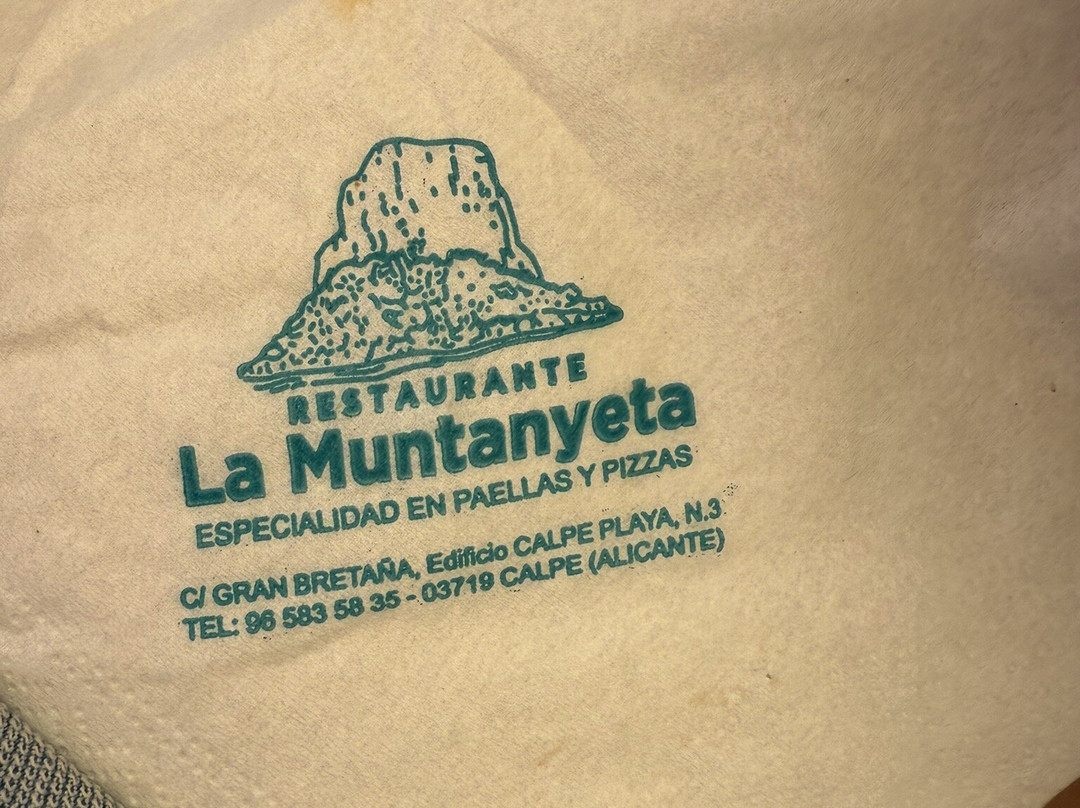 RESTAURANTE
La Muntanyeta
ESPECIALIDAD EN PAELLAS Y PIZZAS
C/ GRAN BRETAÑA, Edificio CALPE PLAYA, N.3
TEL: 96 583 58 35 - 03719 CALPE (ALICANTE)